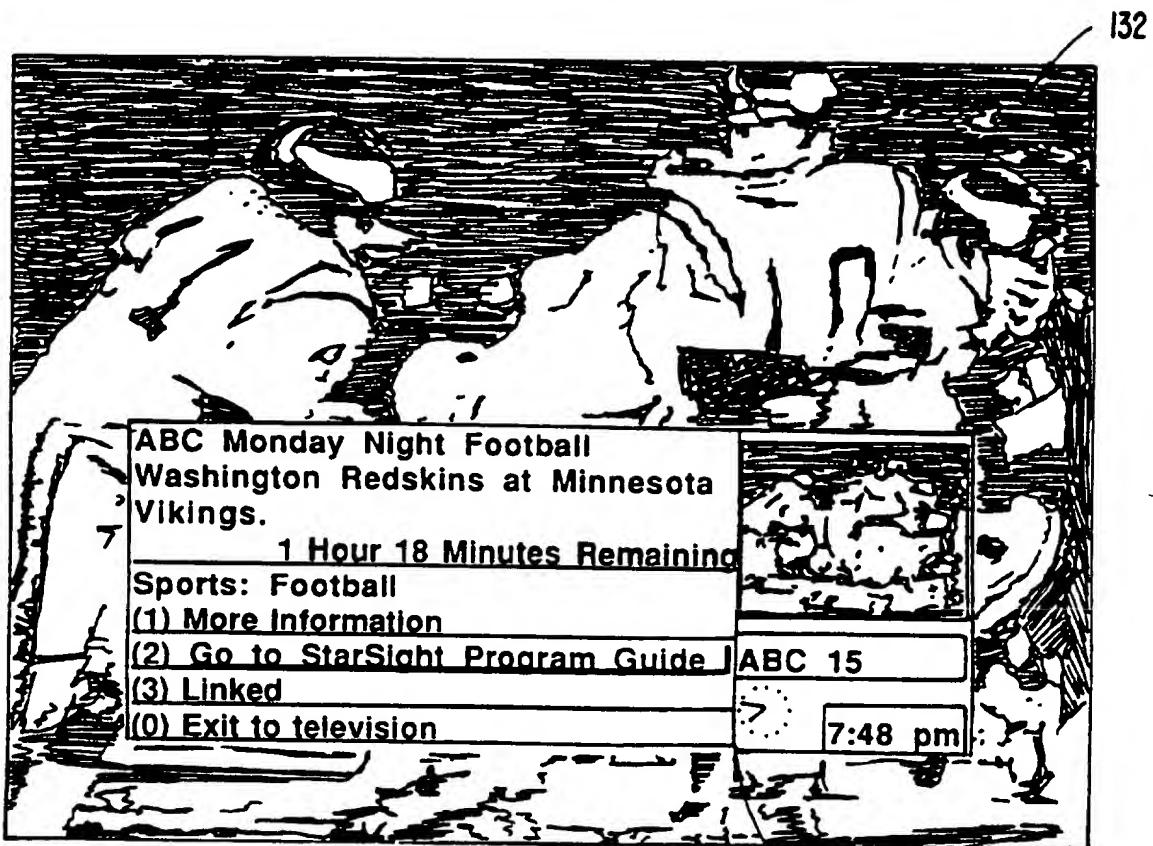 132
ABC Monday Night Football
Washington Redskins at Minnesota
Vikings.
1 Hour 18 Minutes Remaining
Sports: Football
(1) More Information
(2) Go to StarSight Program Guide
(3) Linked
(0) Exit to television
ABC 15
7:48 pm